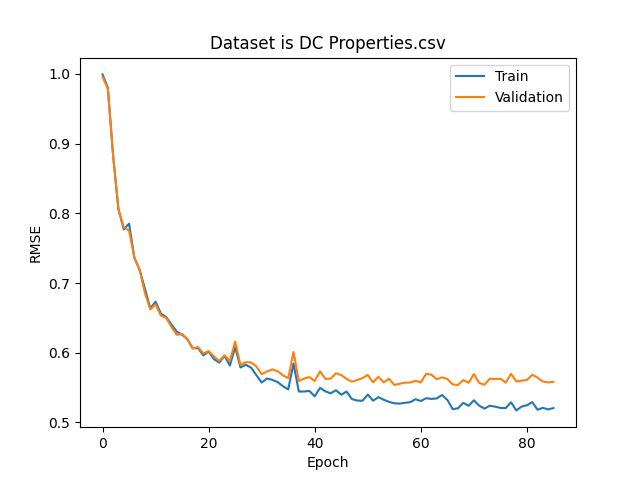 Dataset is DC Properties.csv
Train
Validation
1.0
0.9
0.8
0.7
0.6
0.5
RMSE
0
20
40
60
80
Epoch